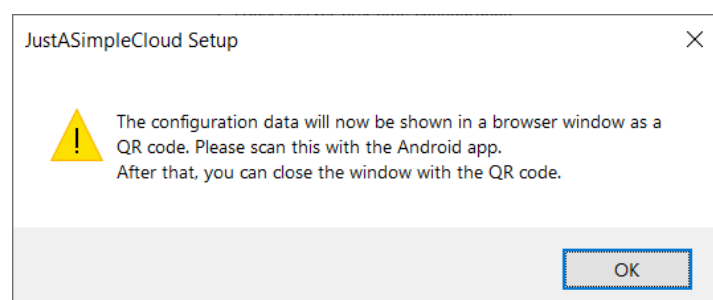 JustASimpleCloud Setup
The configuration data will now be shown in a browser window as a
QR code. Please scan this with the Android app.
After that, you can close the window with the QR code.
OK